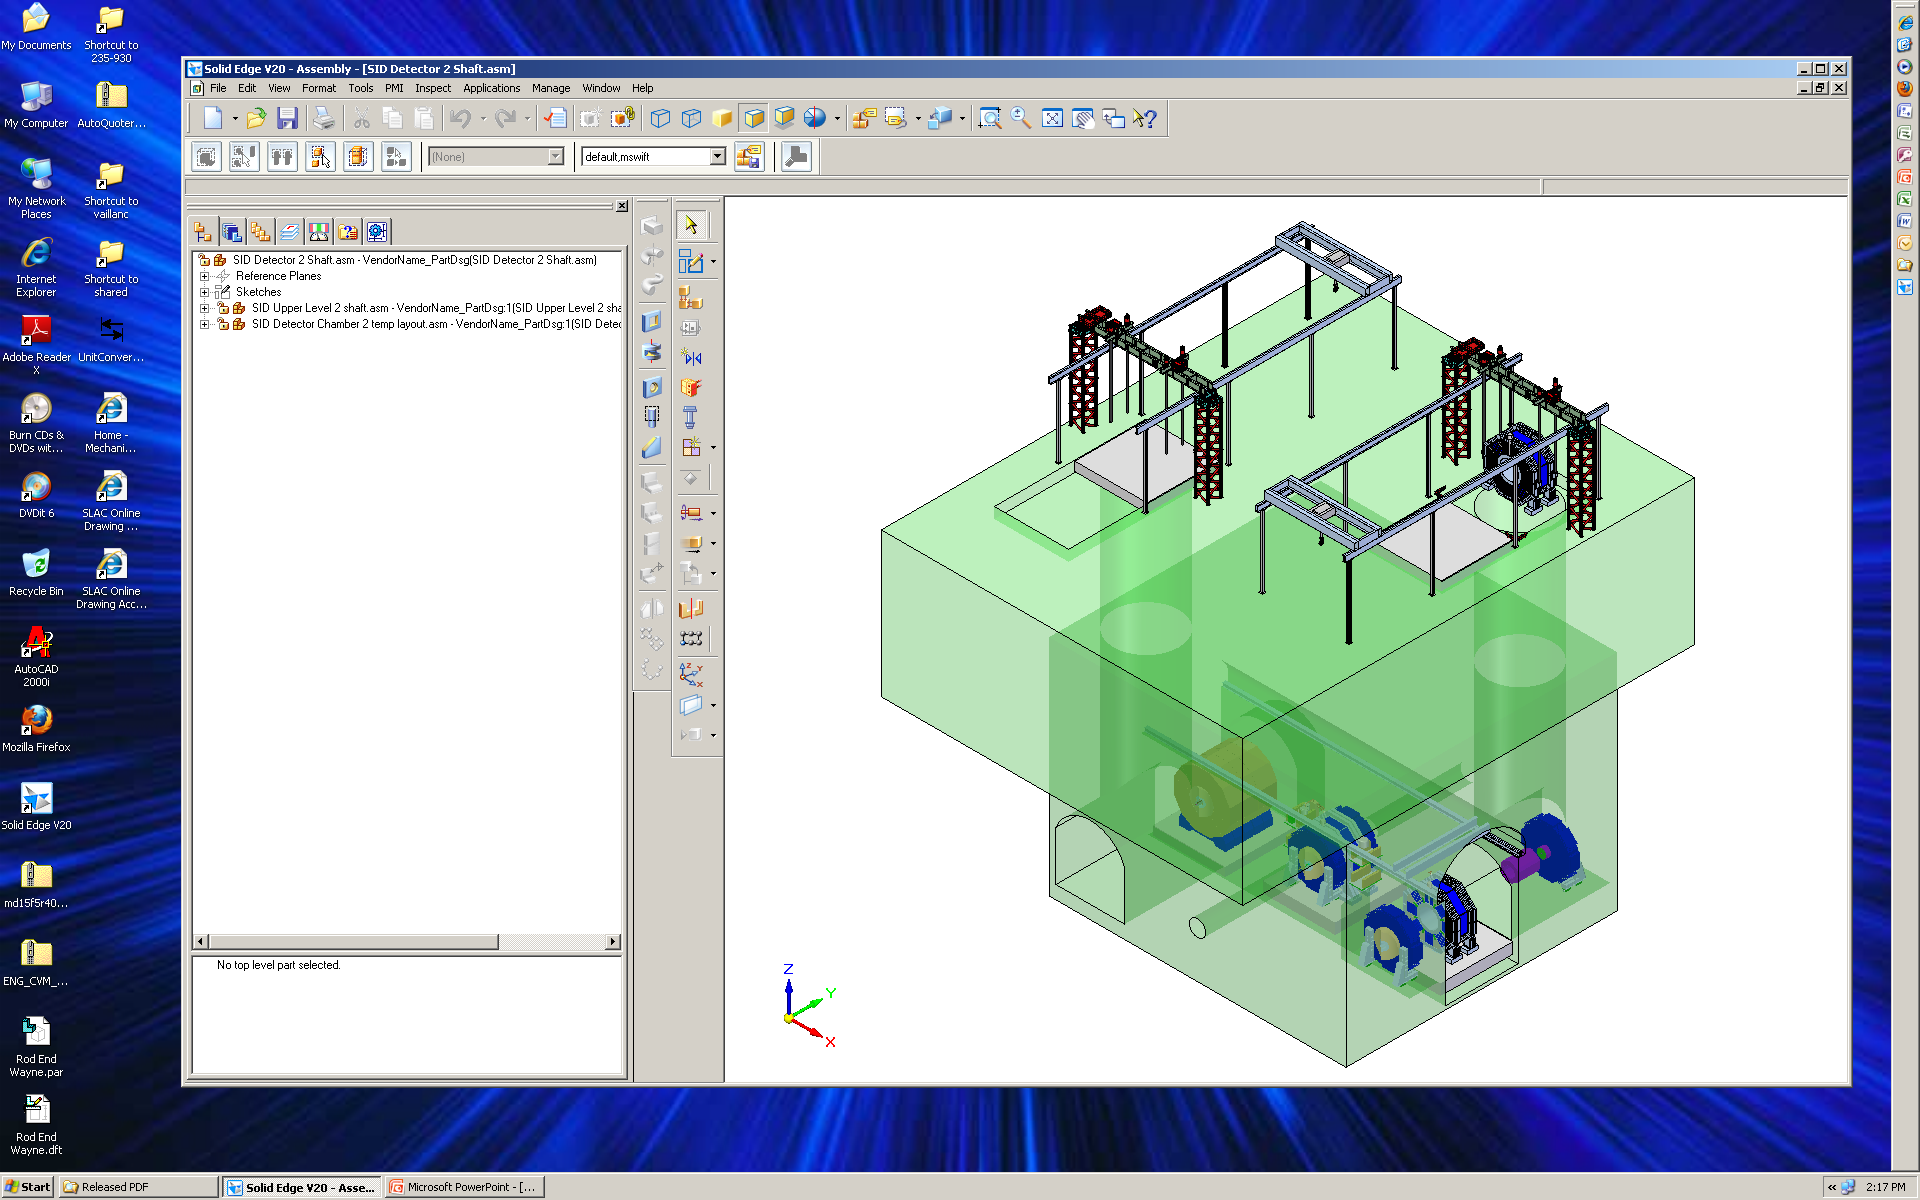 My Documents
Shortcut to
235-930
My Computer
AutoQuoter...
My Network
Places
Shortcut to
vaillanc
Internet
Explorer
Shortcut to
shared
Adobe Reader
X
UnitConver...
Burn CDs &
DVDs wit...
Home -
Mechani...
DVDit 6
SLAC Online
Drawing ...
Recycle Bin
SLAC Online
Drawing Acc...
AutoCAD
2000i
Mozilla Firefox
Solid Edge V20
md15f5r40...
ENG_CVM_...
Rod End
Wayne.par
Rod End
Wayne.dft
Solid Edge V20 - Assembly - [SID Detector 2 Shaft.asm]
File Edit View Format Tools PMI Inspect Applications Manage Window Help
(None)
default,mswift
SID Detector 2 Shaft.asm - VendorName_PartDsg(SID Detector 2 Shaft.asm)
Reference Planes
Sketches
SID Upper Level 2 shaft.asm - VendorName_PartDsg:1(SID Upper Level 2 sha
SID Detector Chamber 2 temp layout.asm - VendorName_PartDsg:1(SID Detec
No top level part selected.
Z
Y
X
Start
Released PDF
Solid Edge V20 - Asse...
Microsoft PowerPoint - [...
«
2:17 PM